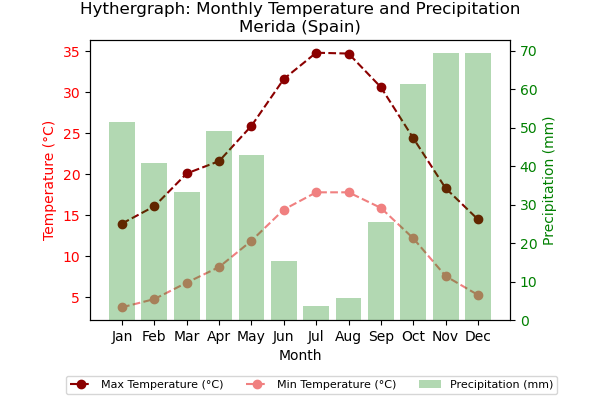 Hythergraph: Monthly Temperature and Precipitation
Merida (Spain)
Temperature (°C)
35
30
25
20
15
10
5
Precipitation (mm)
70
60
50
40
30
20
10
0
Jan Feb Mar Apr May Jun Jul Aug Sep Oct Nov Dec
Month
Max Temperature (°C) Min Temperature (°C) Precipitation (mm)